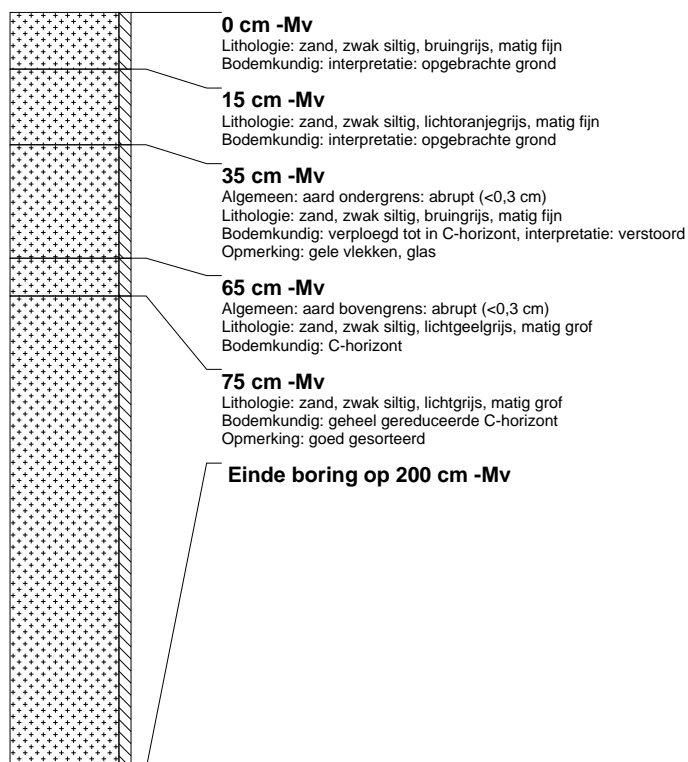 0 cm -Mv
Lithologie: zand, zwak siltig, bruingrijs, matig fijn
Bodemkundig: interpretatie: opgebrachte grond
15 cm -Mv
Lithologie: zand, zwak siltig, lichtoranjegrijs, matig fijn
Bodemkundig: interpretatie: opgebrachte grond
35 cm -Mv
Algemeen: aard ondergrens: abrupt (<0,3 cm)
Lithologie: zand, zwak siltig, bruingrijs, matig fijn
Bodemkundig: verploegd tot in C-horizont, interpretatie: verstoord
Opmerking: gele vlekken, glas
65 cm -Mv
Algemeen: aard bovengrens: abrupt (<0,3 cm)
Lithologie: zand, zwak siltig, lichtgeelgrijs, matig grof
Bodemkundig: C-horizont
75 cm -Mv
Lithologie: zand, zwak siltig, lichtgrijs, matig grof
Bodemkundig: geheel gereduceerde C-horizont
Opmerking: goed gesorteerd
Einde boring op 200 cm -Mv